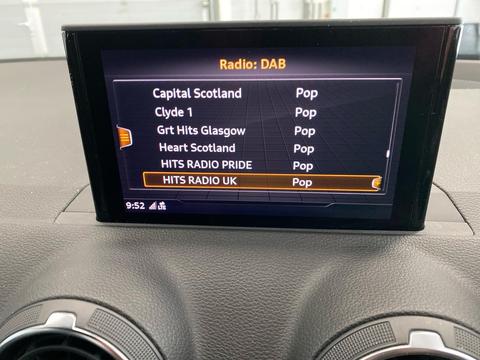 Radio: DAB
Capital Scotland Pop
Clyde 1 Pop
Grt Hits Glasgow Pop
Heart Scotland Pop
HITS RADIO PRIDE Pop
HITS RADIO UK Pop
9:52